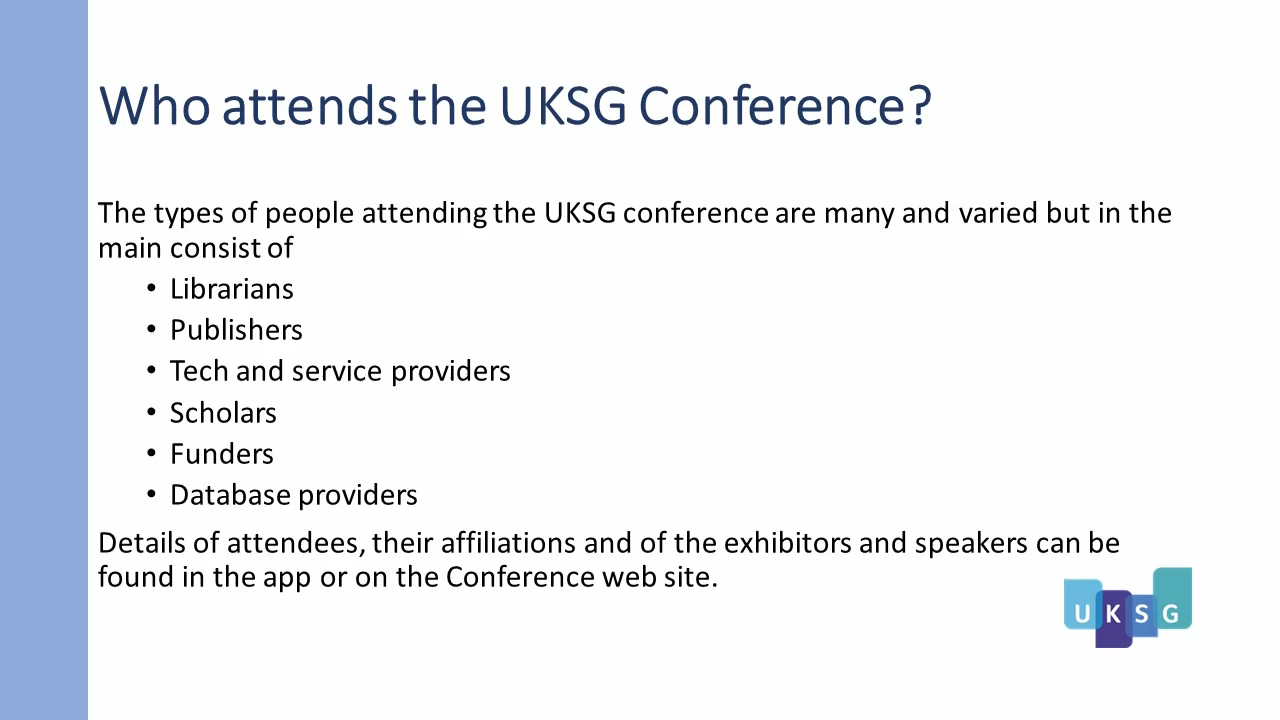 Who attends the UKSG Conference?
The types of people attending the UKSG conference are many and varied but in the
main consist of
• Librarians
• Publishers
• Tech and service providers
• Scholars
• Funders
• Database providers
Details of attendees, their affiliations and of the exhibitors and speakers can be
found in the app or on the Conference web site.
UKSG